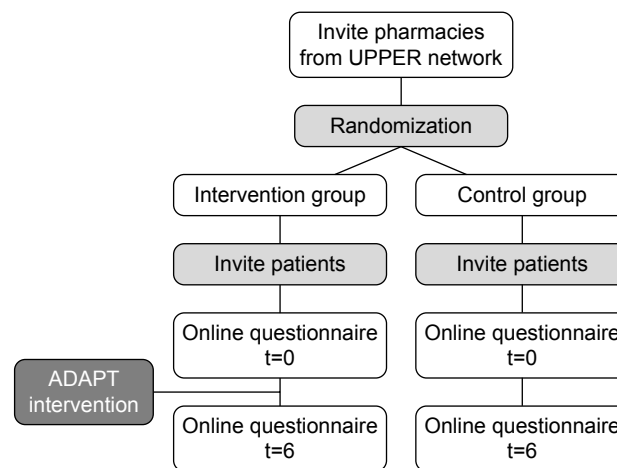 Invite pharmacies
from UPPER network
Randomization
Intervention group
Control group
Invite patients
Invite patients
Online questionnaire
t=0
Online questionnaire
t=0
ADAPT
intervention
Online questionnaire
t=6
Online questionnaire
t=6